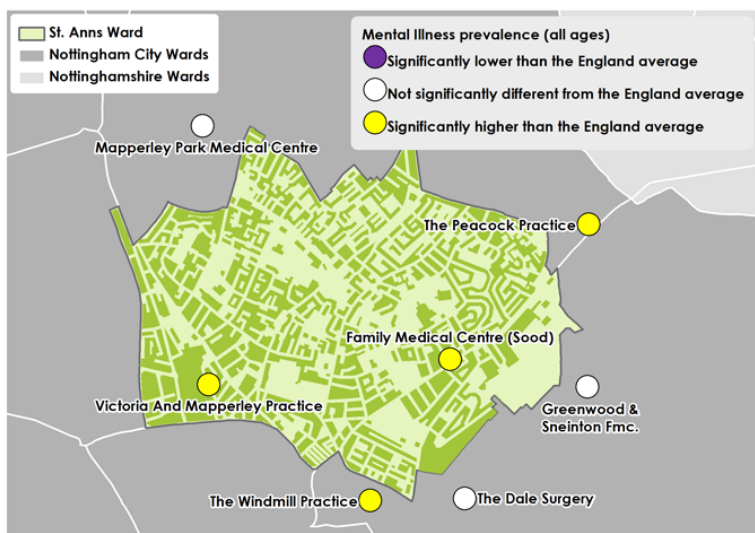 St. Anns Ward
Nottingham City Wards
Nottinghamshire Wards
Mental Illness prevalence (all ages)
Significantly lower than the England average
Not significantly different from the England average
Significantly higher than the England average
Mapperley Park Medical Centre
The Peacock Practice
Family Medical Centre (Sood)
Victoria And Mapperley Practice
Greenwood &
Sneinton Fmc.
The Windmill Practice
The Dale Surgery